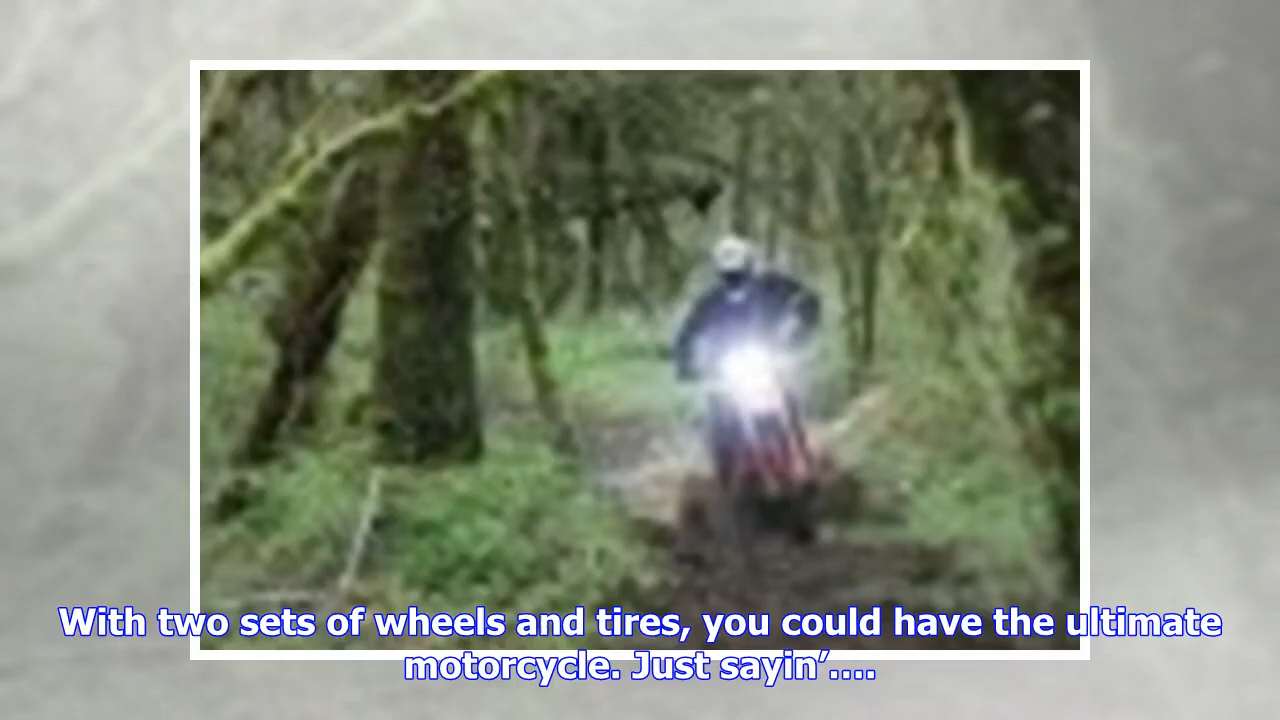 With two sets of wheels and tires, you could have the ultimate
motorcycle. Just sayin’....